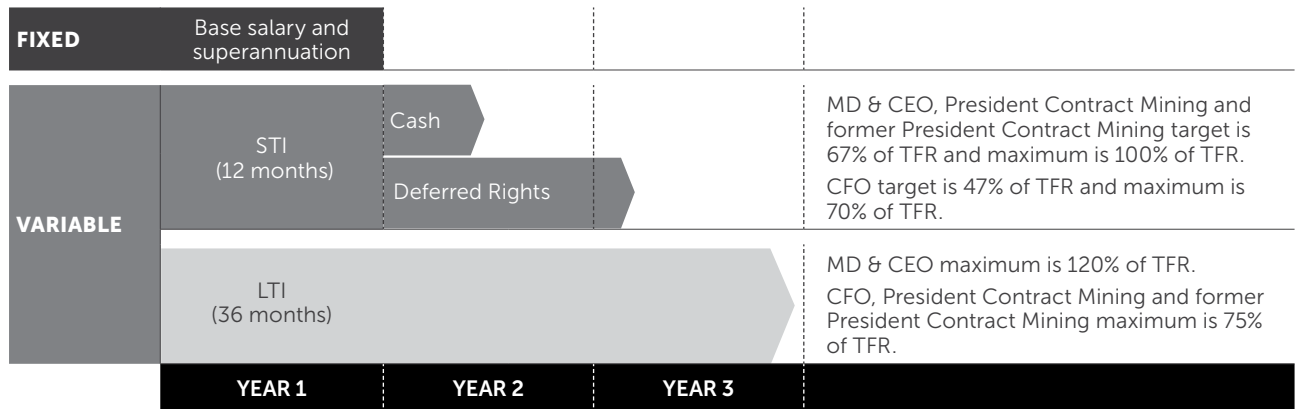 FIXED
Base salary and
superannuation
VARIABLE
STI
(12 months)
Cash
Deferred Rights
MD & CEO, President Contract Mining and
former President Contract Mining target is
67% of TFR and maximum is 100% of TFR.
CFO target is 47% of TFR and maximum is
70% of TFR.
LTI
(36 months)
MD & CEO maximum is 120% of TFR.
CFO, President Contract Mining and former
President Contract Mining maximum is 75%
of TFR.
YEAR 1
YEAR 2
YEAR 3